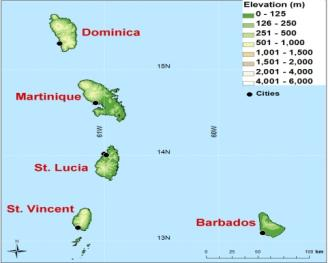 Elevation (m)
0 - 125
126 - 250
251 - 500
501 - 1,000
1,001 - 1,500
1,501 - 2,000
2,001 - 4,000
4,001 - 6,000
Cities
Dominica
15N
Martinique
61W
60W
14N
St. Lucia
St. Vincent
Barbados
13N
0 25 50 100 km